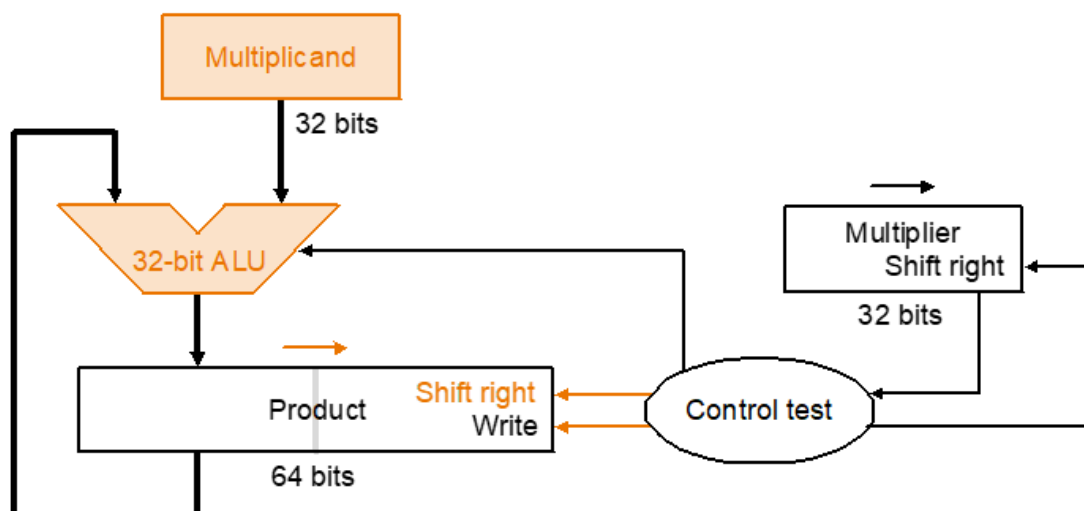 Multiplicand
32 bits
32-bit ALU
Multiplier
Shift right
32 bits
Product
Shift right
Write
64 bits
Control test